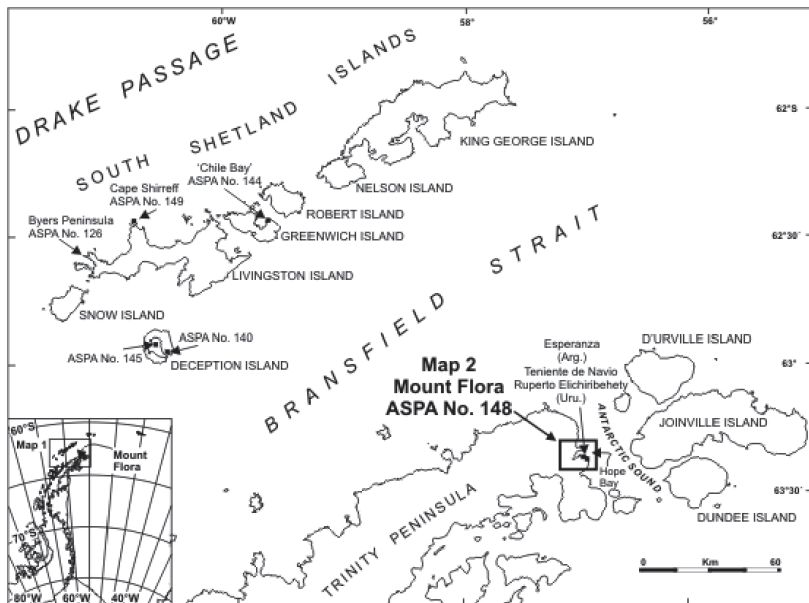 60°W
56°
DRAKE PASSAGE
SOUTH SHETLAND ISLANDS
62°S
KING GEORGE ISLAND
'Chile Bay'
ASPA No. 144
NELSON ISLAND
Cape Shirreff
ASPA No. 149
ROBERT ISLAND
Byers Peninsula
ASPA No. 126
GREENWICH ISLAND
62°30´
LIVINGSTON ISLAND
SNOW ISLAND
BRANSFIELD STRAIT
ASPA No. 140
ASPA No. 145
DECEPTION ISLAND
Esperanza
(Arg.)
Teniente de Navio
Ruperto Elichiribehety
(Uru.)
D'URVILLE ISLAND
63°
Map 2
Mount Flora
ASPA No. 148
ANTARCTIC SOUND
JOINVILLE ISLAND
Hope
Bay
63°30´
DUNDEE ISLAND
TRINITY PENINSULA
60°S
Map 1
Mount
Flora
70°S
80°W
60°W
40°W
0
Km
60